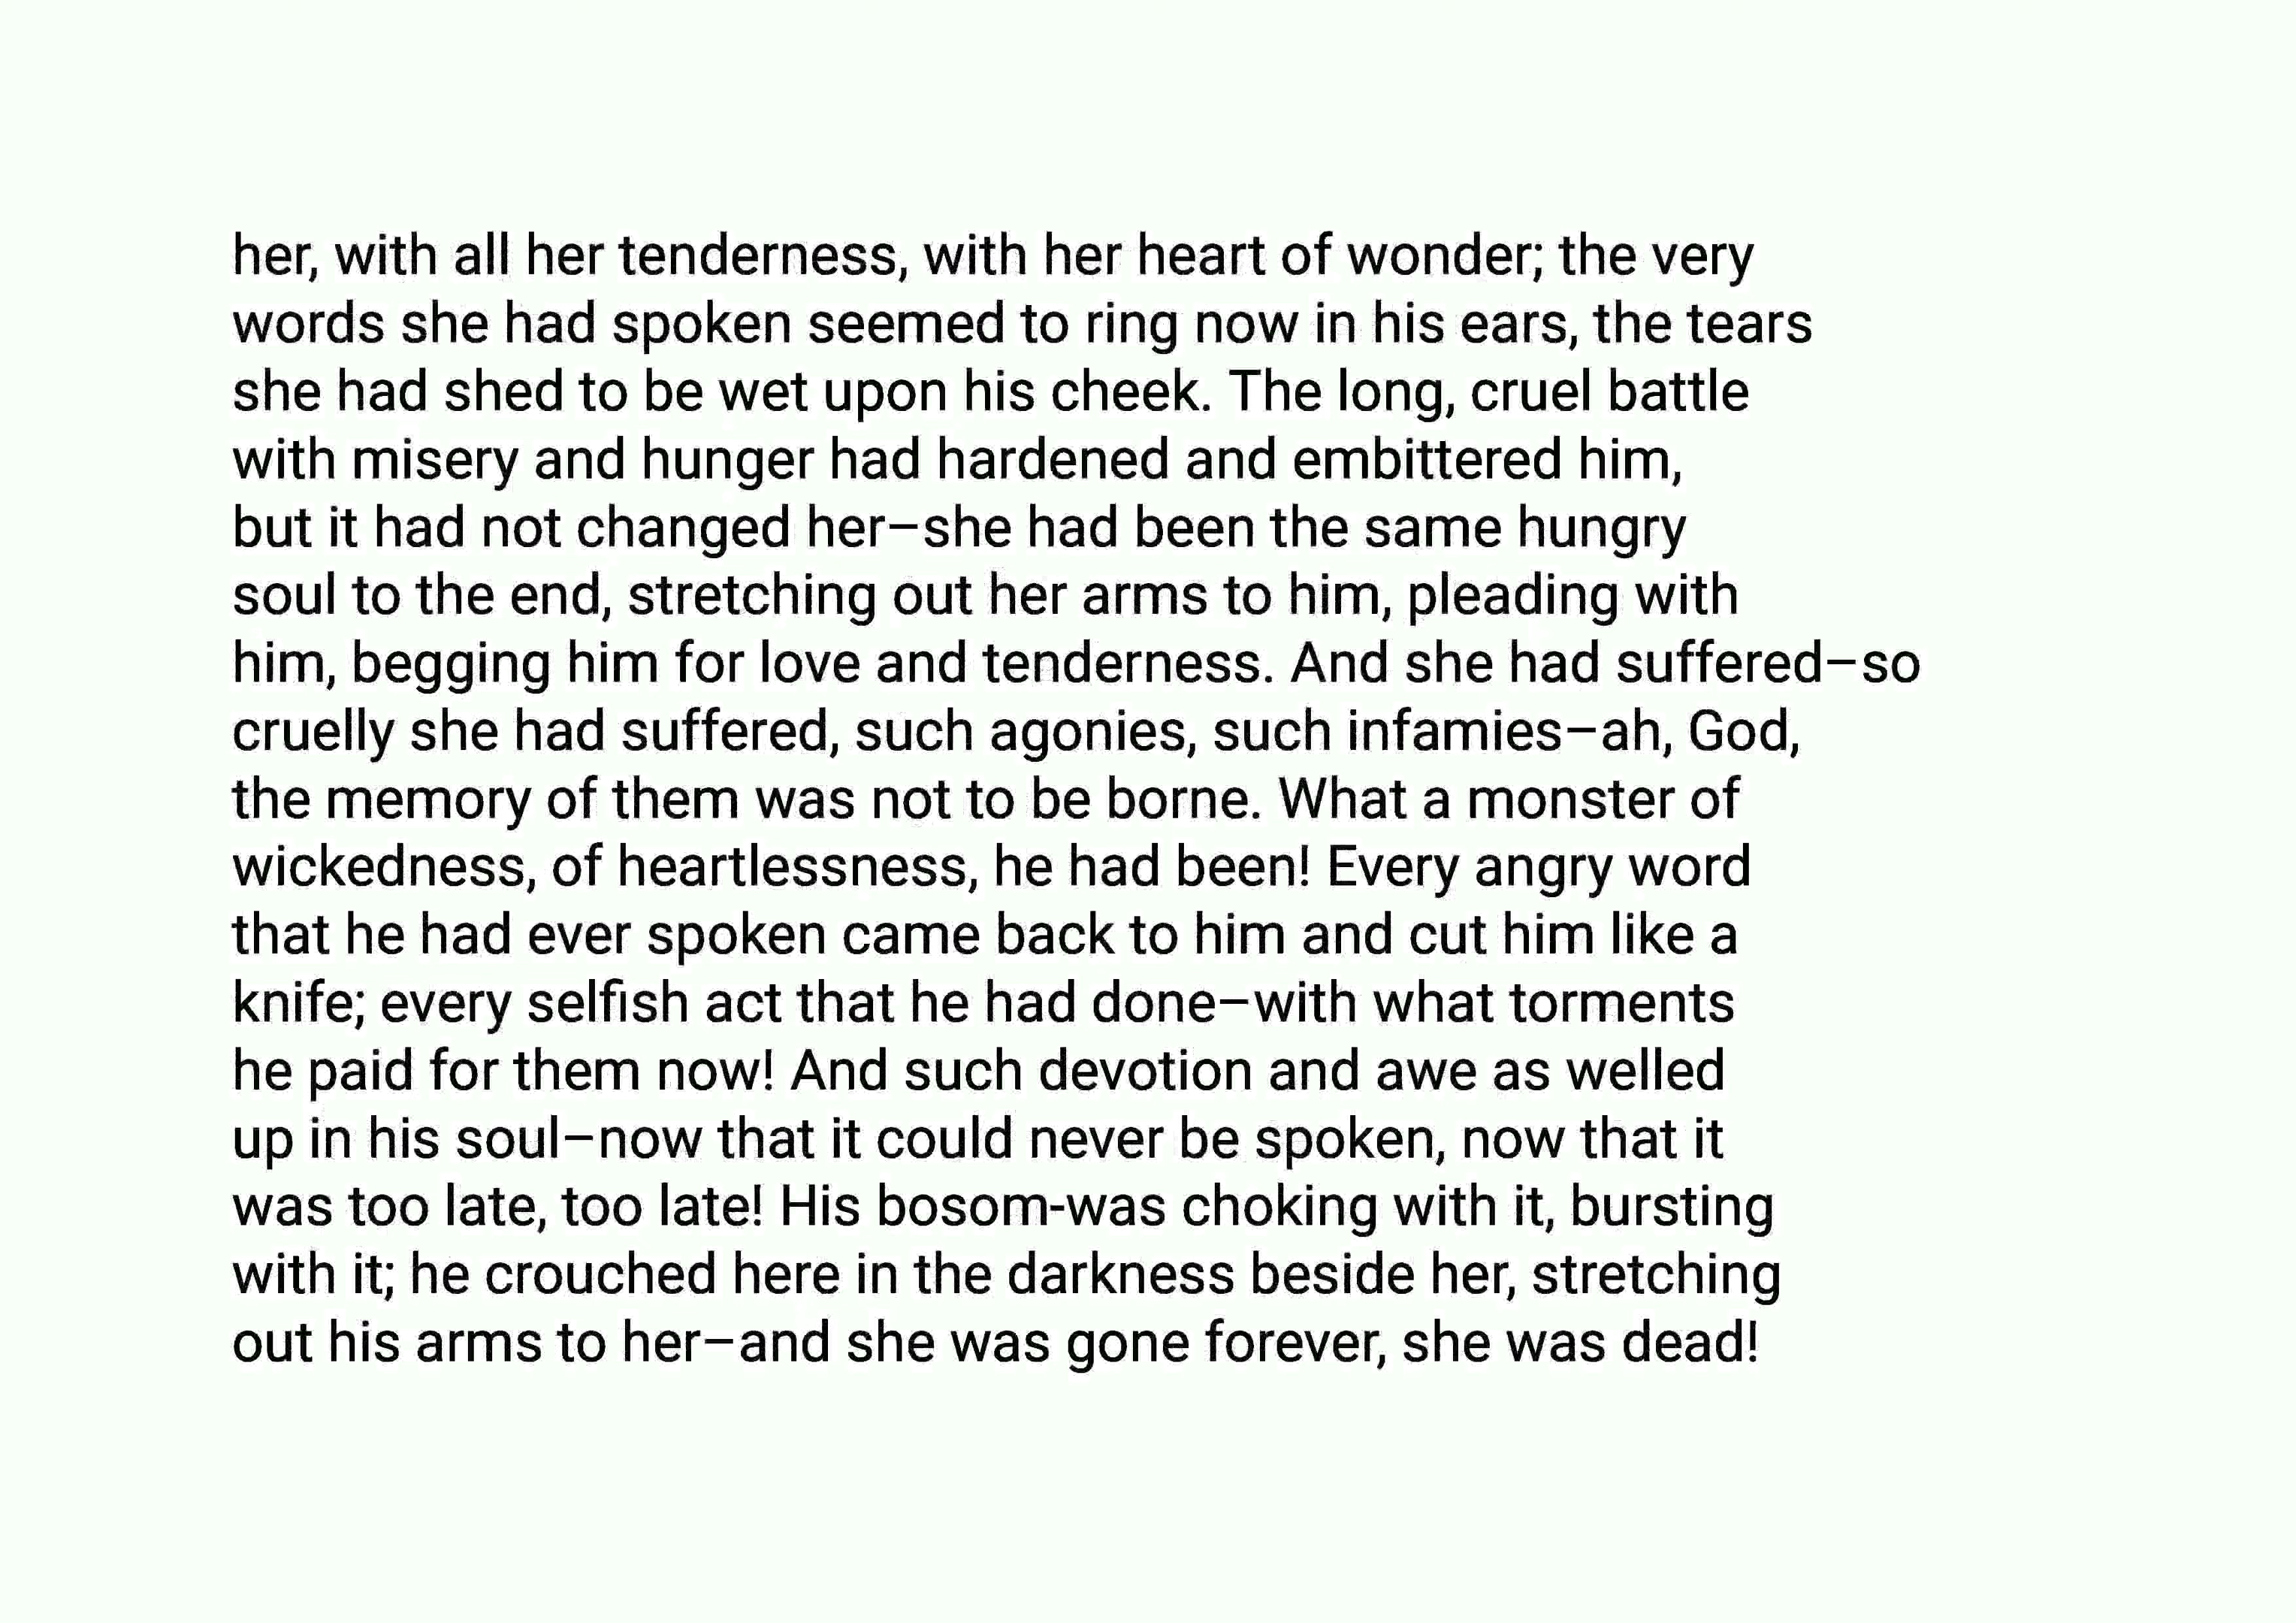 her, with all her tenderness, with her heart of wonder; the very
words she had spoken seemed to ring now in his ears, the tears
she had shed to be wet upon his cheek. The long, cruel battle
with misery and hunger had hardened and embittered him,
but it had not changed her–she had been the same hungry
soul to the end, stretching out her arms to him, pleading with
him, begging him for love and tenderness. And she had suffered–so
cruelly she had suffered, such agonies, such infamies–ah, God,
the memory of them was not to be borne. What a monster of
wickedness, of heartlessness, he had been! Every angry word
that he had ever spoken came back to him and cut him like a
knife; every selfish act that he had done–with what torments
he paid for them now! And such devotion and awe as welled
up in his soul–now that it could never be spoken, now that it
was too late, too late! His bosom-was choking with it, bursting
with it; he crouched here in the darkness beside her, stretching
out his arms to her–and she was gone forever, she was dead!